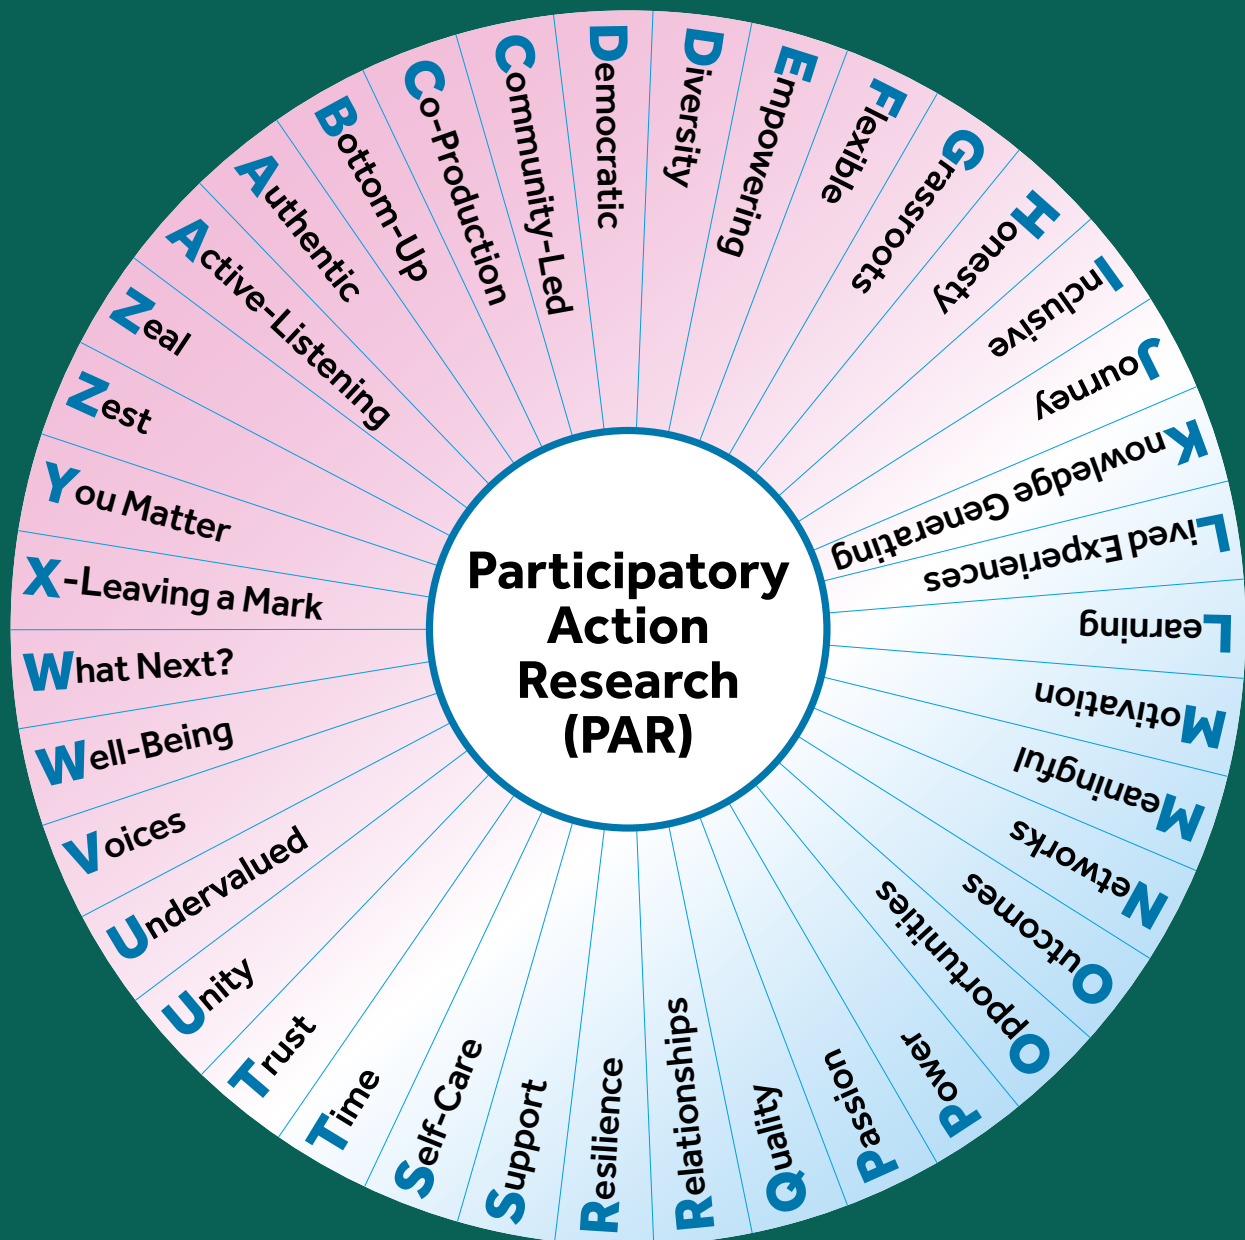 Participatory
Action
Research
(PAR)
Active-Listening
Authentic
Bottom-Up
Co-Production
Community-Led
Democratic
Diversity
Empowering
Flexible
Grassroots
Honesty
Inclusive
Journey
Knowledge Generating
Lived Experiences
Learning
Motivation
Meaningful
Networks
Outcomes
Opportunities
Power
Passion
Quality
Relationships
Resilience
Support
Self-Care
Time
Trust
Unity
Undervalued
Voices
Well-Being
What Next?
X-Leaving a Mark
You Matter
Zest
Zeal